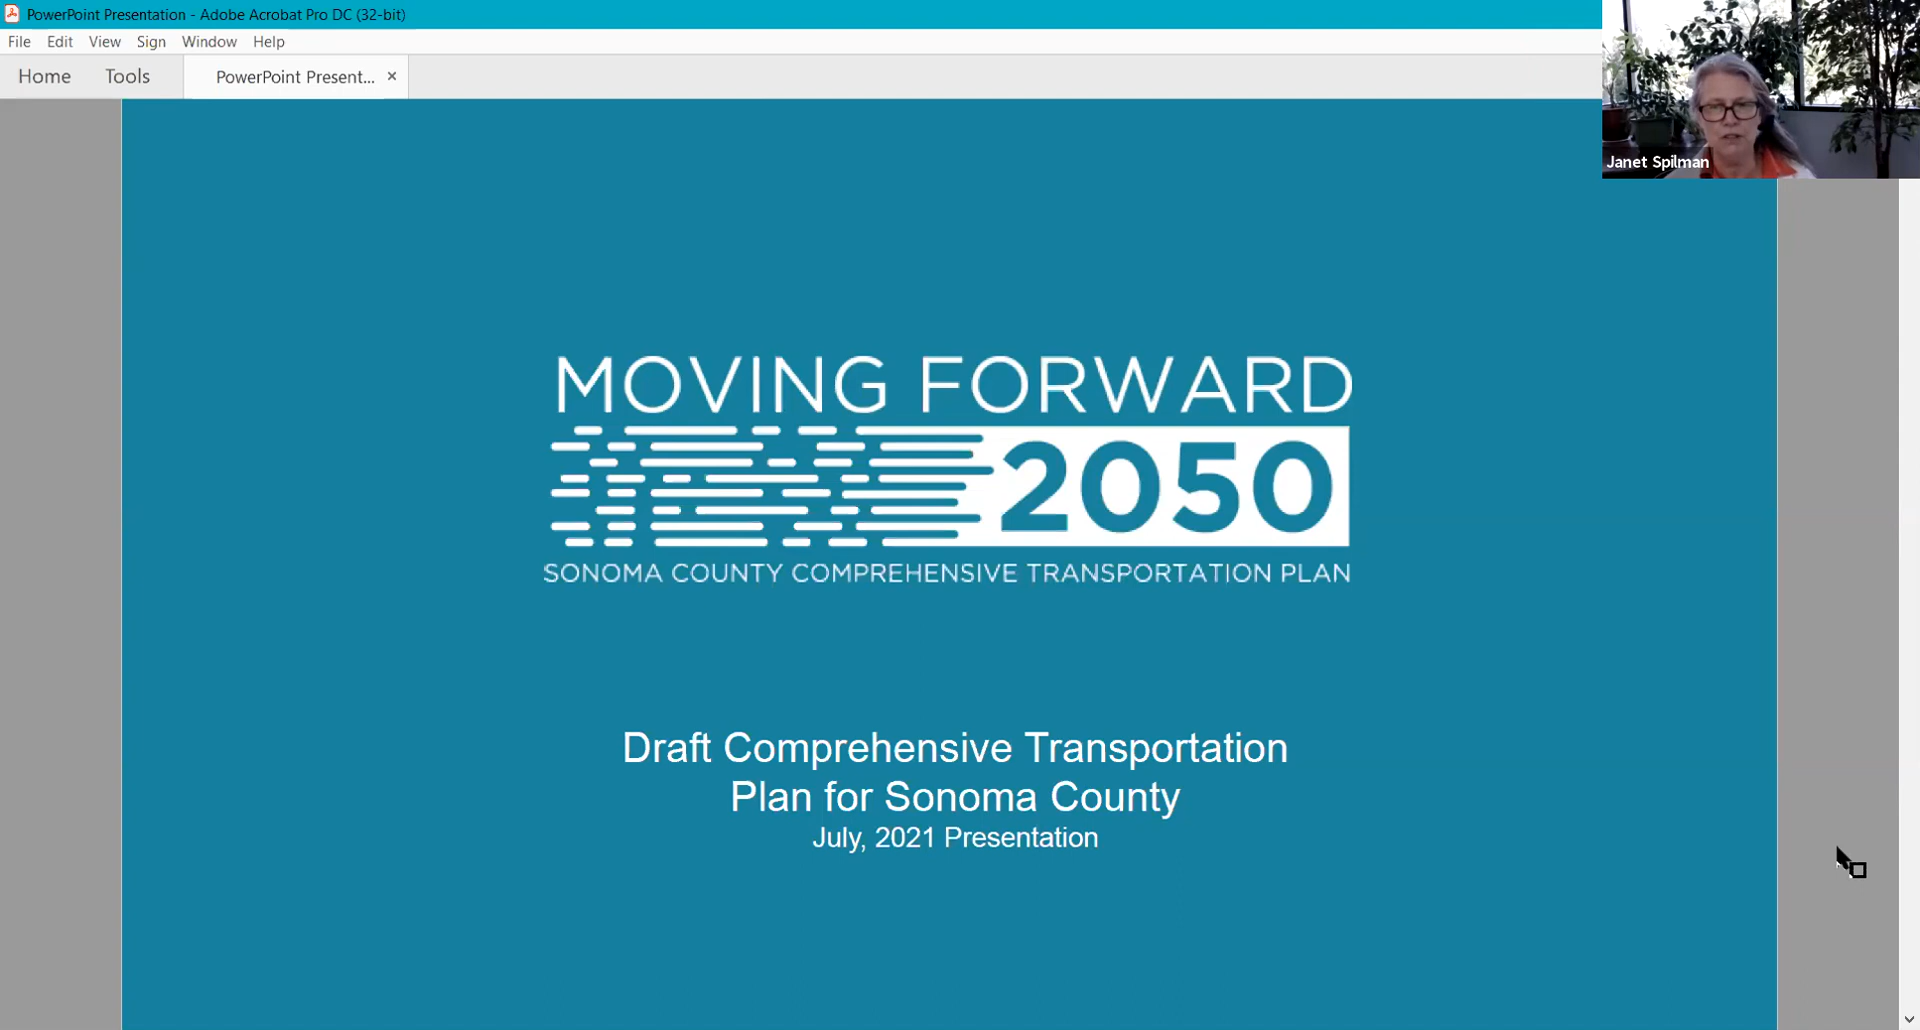 PowerPoint Presentation - Adobe Acrobat Pro DC (32-bit)
File Edit View Sign Window Help
Home Tools PowerPoint Present... ×
Janet Spilman
MOVING FORWARD
2050
SONOMA COUNTY COMPREHENSIVE TRANSPORTATION PLAN
Draft Comprehensive Transportation
Plan for Sonoma County
July, 2021 Presentation